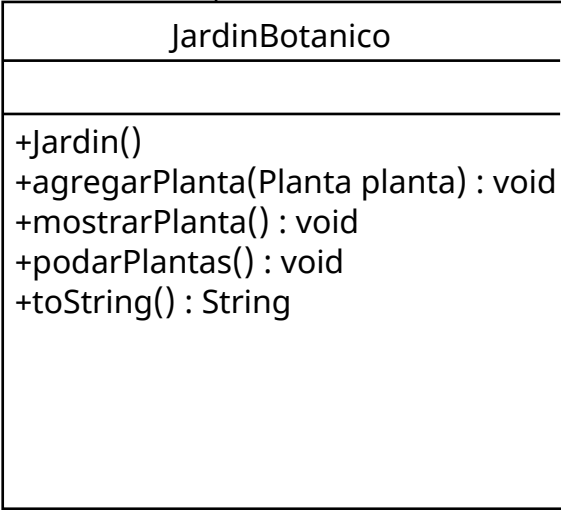 JardinBotanico
+Jardin()
+agregarPlanta(Planta planta) : void
+mostrarPlanta() : void
+podarPlantas() : void
+toString() : String